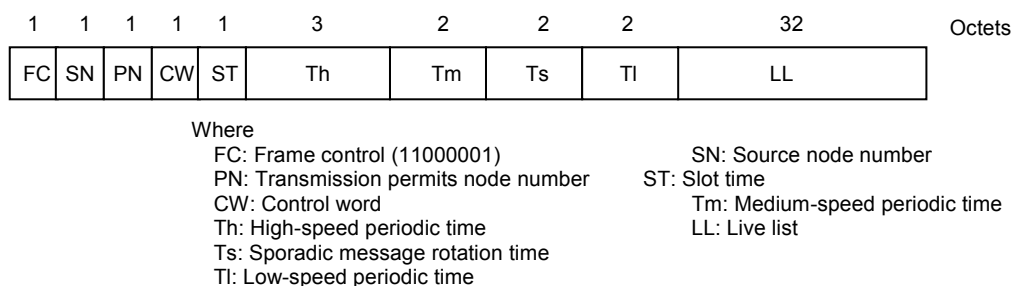 1 1 1 1 1 3 2 2 2 32 Octets
FC SN PN CW ST Th Tm Ts Tl LL
Where
FC: Frame control (11000001) SN: Source node number
PN: Transmission permits node number ST: Slot time
CW: Control word Tm: Medium-speed periodic time
Th: High-speed periodic time LL: Live list
Ts: Sporadic message rotation time
Tl: Low-speed periodic time